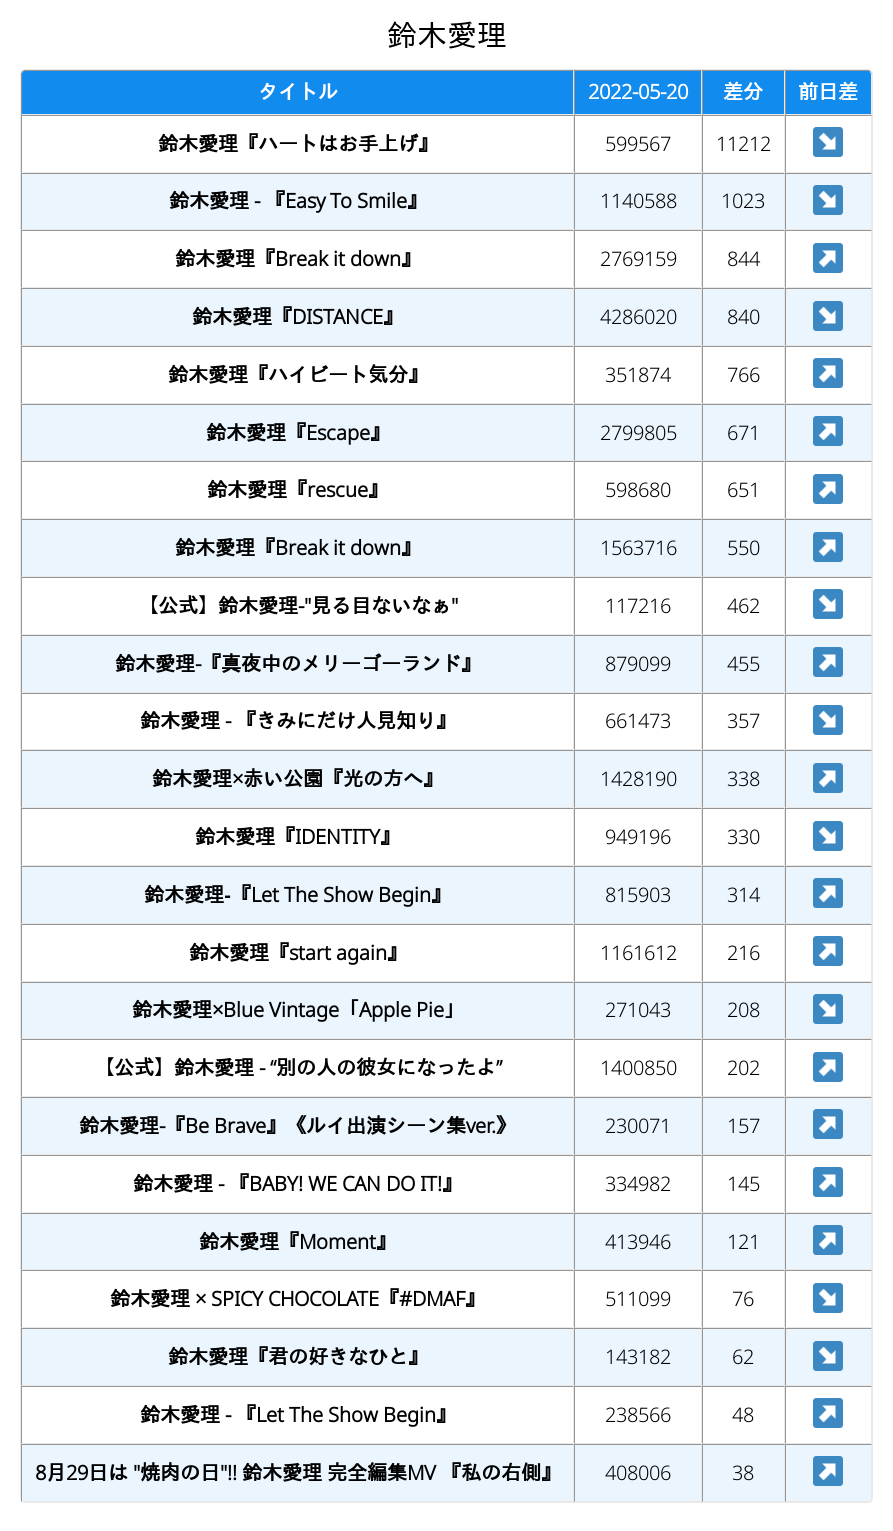 鈴木愛理
タイトル 2022-05-20 差分 前日差
鈴木愛理『ハートはお手上げ』 599567 11212 ↘
鈴木愛理 - 『Easy To Smile』 1140588 1023 ↘
鈴木愛理『Break it down』 2769159 844 ↗
鈴木愛理『DISTANCE』 4286020 840 ↘
鈴木愛理『ハイビート気分』 351874 766 ↗
鈴木愛理『Escape』 2799805 671 ↗
鈴木愛理『rescue』 598680 651 ↗
鈴木愛理『Break it down』 1563716 550 ↗
【公式】鈴木愛理-"見る目ないなぁ" 117216 462 ↘
鈴木愛理-『真夜中のメリーゴーランド』 879099 455 ↗
鈴木愛理 - 『きみにだけ人見知り』 661473 357 ↘
鈴木愛理×赤い公園『光の方へ』 1428190 338 ↗
鈴木愛理『IDENTITY』 949196 330 ↘
鈴木愛理-『Let The Show Begin』 815903 314 ↗
鈴木愛理『start again』 1161612 216 ↗
鈴木愛理×Blue Vintage「Apple Pie」 271043 208 ↘
【公式】鈴木愛理 - “別の人の彼女になったよ” 1400850 202 ↗
鈴木愛理-『Be Brave』《ルイ出演シーン集ver.》 230071 157 ↗
鈴木愛理 - 『BABY! WE CAN DO IT!』 334982 145 ↗
鈴木愛理『Moment』 413946 121 ↗
鈴木愛理 × SPICY CHOCOLATE『#DMAF』 511099 76 ↘
鈴木愛理『君の好きなひと』 143182 62 ↘
鈴木愛理 - 『Let The Show Begin』 238566 48 ↗
8月29日は "焼肉の日"!! 鈴木愛理 完全編集MV 『私の右側』 408006 38 ↗